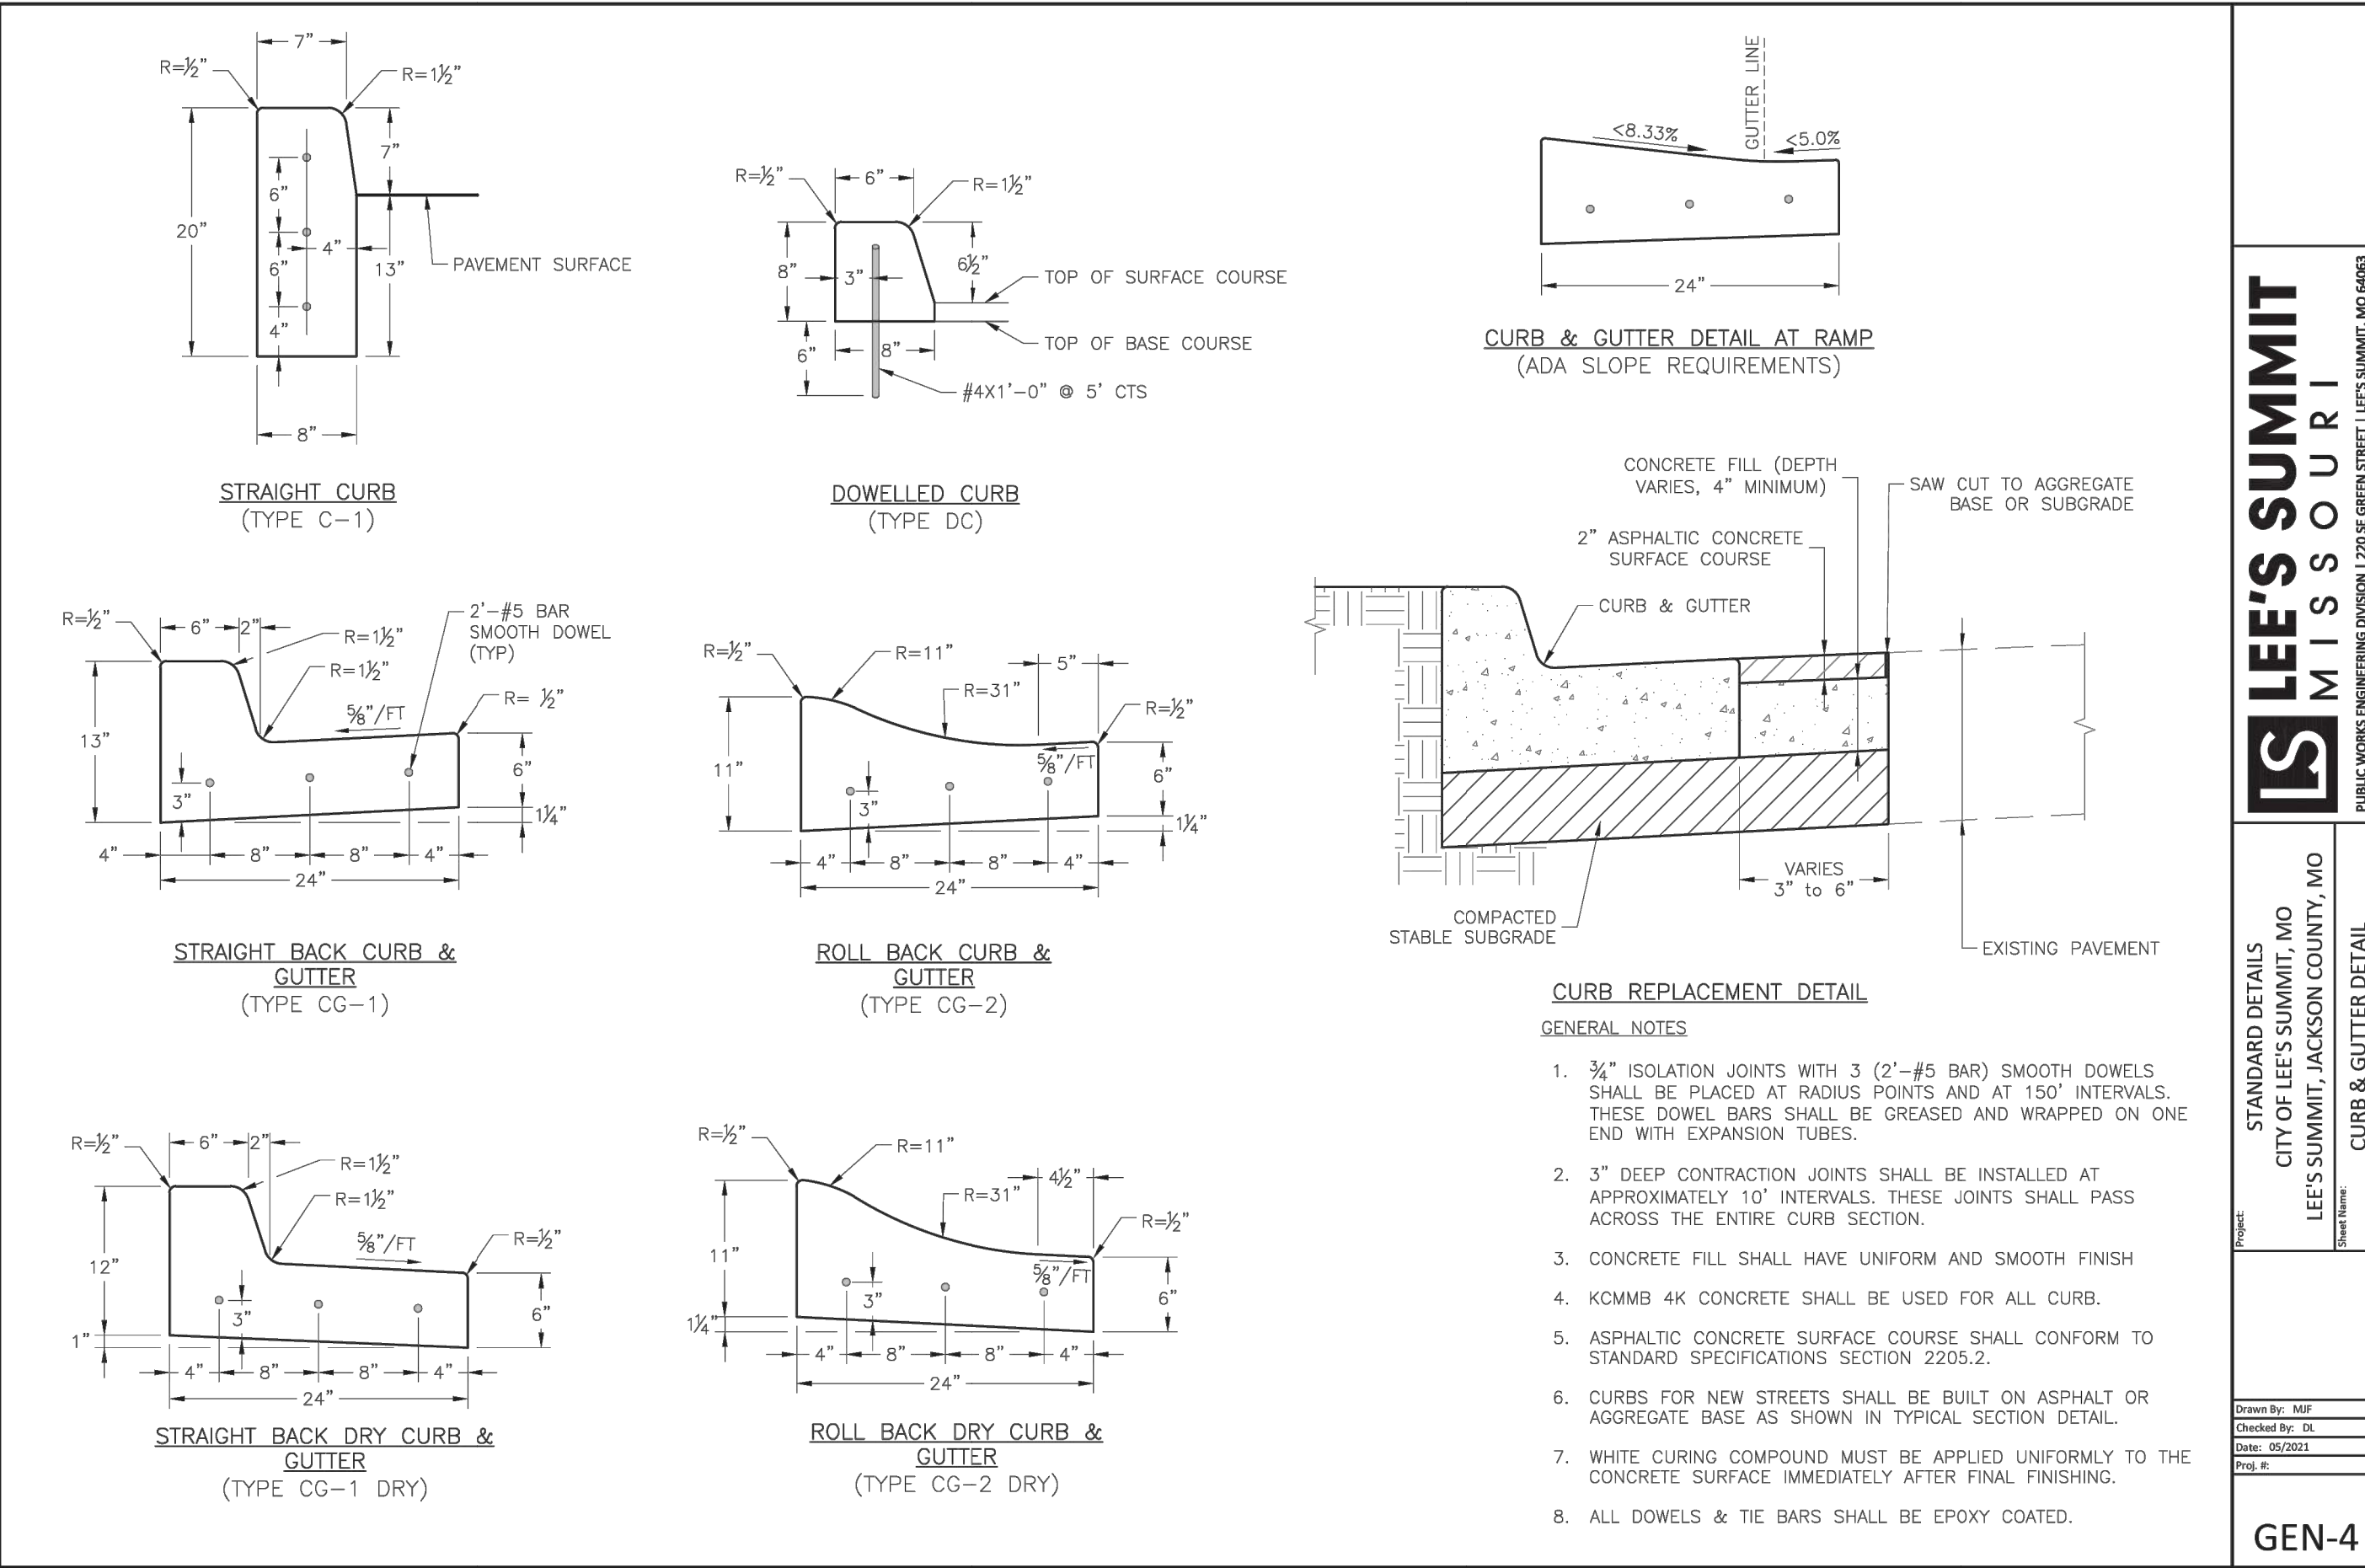 7"
R=½"
R=1½"
7"
6"
20"
4"
6"
13"
PAVEMENT SURFACE
4"
8"
STRAIGHT CURB
(TYPE C-1)
R=½"
6"
R=1½"
8"
3"
6½"
TOP OF SURFACE COURSE
6"
8"
TOP OF BASE COURSE
#4X1'-0" @ 5' CTS
DOWELLED CURB
(TYPE DC)
GUTTER LINE
<8.33%
<5.0%
24"
CURB & GUTTER DETAIL AT RAMP
(ADA SLOPE REQUIREMENTS)
R=½"
6"
2"
R=1½"
R=1½"
2'-#5 BAR
SMOOTH DOWEL
(TYP)
R= ½"
⅝"/FT
13"
3"
6"
1¼"
4"
8"
8"
4"
24"
STRAIGHT BACK CURB &
GUTTER
(TYPE CG-1)
R=½"
R=11"
5"
R=31"
R=½"
⅝"/FT
11"
3"
6"
1¼"
4"
8"
8"
4"
24"
ROLL BACK CURB &
GUTTER
(TYPE CG-2)
CONCRETE FILL (DEPTH
VARIES, 4" MINIMUM)
SAW CUT TO AGGREGATE
BASE OR SUBGRADE
2" ASPHALTIC CONCRETE
SURFACE COURSE
CURB & GUTTER
VARIES
3" to 6"
COMPACTED
STABLE SUBGRADE
EXISTING PAVEMENT
CURB REPLACEMENT DETAIL
R=½"
6"
2"
R=1½"
R=1½"
⅝"/FT
R=½"
12"
3"
6"
1"
4"
8"
8"
4"
24"
STRAIGHT BACK DRY CURB &
GUTTER
(TYPE CG-1 DRY)
R=½"
R=11"
4½"
R=31"
R=½"
11"
⅝"/FT
3"
6"
1¼"
4"
8"
8"
4"
24"
ROLL BACK DRY CURB &
GUTTER
(TYPE CG-2 DRY)
GENERAL NOTES
1. ¾" ISOLATION JOINTS WITH 3 (2'-#5 BAR) SMOOTH DOWELS
SHALL BE PLACED AT RADIUS POINTS AND AT 150' INTERVALS.
THESE DOWEL BARS SHALL BE GREASED AND WRAPPED ON ONE
END WITH EXPANSION TUBES.
2. 3" DEEP CONTRACTION JOINTS SHALL BE INSTALLED AT
APPROXIMATELY 10' INTERVALS. THESE JOINTS SHALL PASS
ACROSS THE ENTIRE CURB SECTION.
3. CONCRETE FILL SHALL HAVE UNIFORM AND SMOOTH FINISH
4. KCMMB 4K CONCRETE SHALL BE USED FOR ALL CURB.
5. ASPHALTIC CONCRETE SURFACE COURSE SHALL CONFORM TO
STANDARD SPECIFICATIONS SECTION 2205.2.
6. CURBS FOR NEW STREETS SHALL BE BUILT ON ASPHALT OR
AGGREGATE BASE AS SHOWN IN TYPICAL SECTION DETAIL.
7. WHITE CURING COMPOUND MUST BE APPLIED UNIFORMLY TO THE
CONCRETE SURFACE IMMEDIATELY AFTER FINAL FINISHING.
8. ALL DOWELS & TIE BARS SHALL BE EPOXY COATED.
LS
LEE'S SUMMIT
MISSOURI
PUBLIC WORKS ENGINEERING DIVISION | 220 SE GREEN STREET | LEE'S SUMMIT, MO 64063
Project:
STANDARD DETAILS
CITY OF LEE'S SUMMIT, MO
LEE'S SUMMIT, JACKSON COUNTY, MO
Sheet Name:
CURB & GUTTER DETAIL
Drawn By: MJF
Checked By: DL
Date: 05/2021
Proj. #:
GEN-4